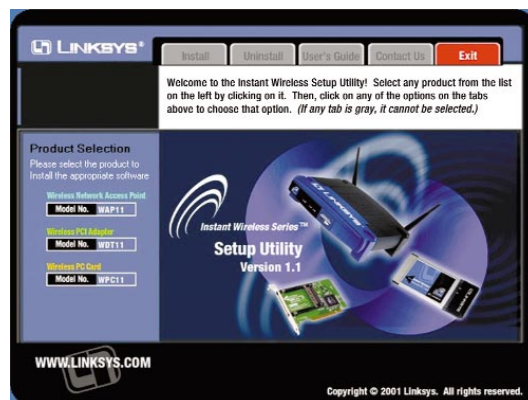 LINKSYS®
Install
Uninstall
User's Guide
Contact Us
Exit
Welcome to the Instant Wireless Setup Utility! Select any product from the list
on the left by clicking on it. Then, click on any of the options on the tabs
above to choose that option. (If any tab is gray, it cannot be selected.)
Product Selection
Please select the product to
Install the appropriate software
Wireless Network Access Point
Model No. WAP11
Wireless PCI Adapter
Model No. WDT11
Wireless PC Card
Model No. WPC11
Instant Wireless Series™
Setup Utility
Version 1.1
LINKSYS
WWW.LINKSYS.COM
Copyright © 2001 Linksys. All rights reserved.